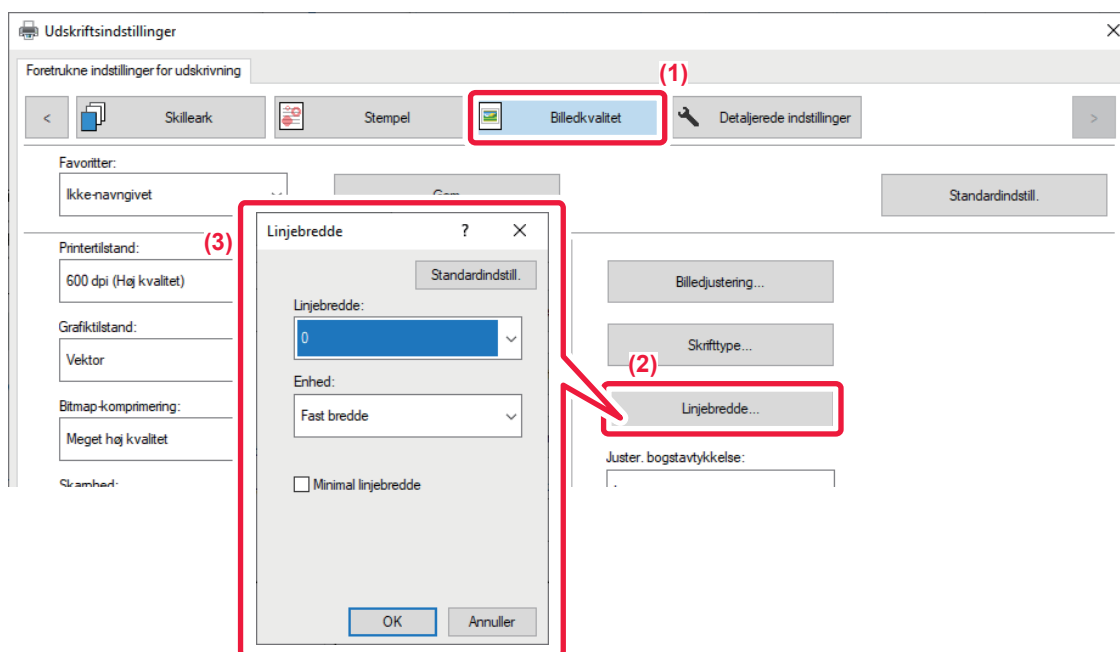 Udskriftsindstillinger
Foretrukne indstillinger for udskrivning
(1)
< Skilleark Stempel Billedkvalitet Detaljerede indstillinger >
Favoritter:
Ikke-navngivet Standardindstill.
(3)
Linjebredde ? ×
Standardindstill.
Linjebredde:
0
Enhed:
Fast bredde
Minimal linjebredde
OK Annuller
Printertilstand:
600 dpi (Høj kvalitet)
Grafiktilstand:
Vektor
Bitmap-komprimering:
Meget høj kvalitet
Skarphed:
Billedjustering...
Skrifttype...
(2)
Linjebredde...
Juster. bogstavtykkelse: